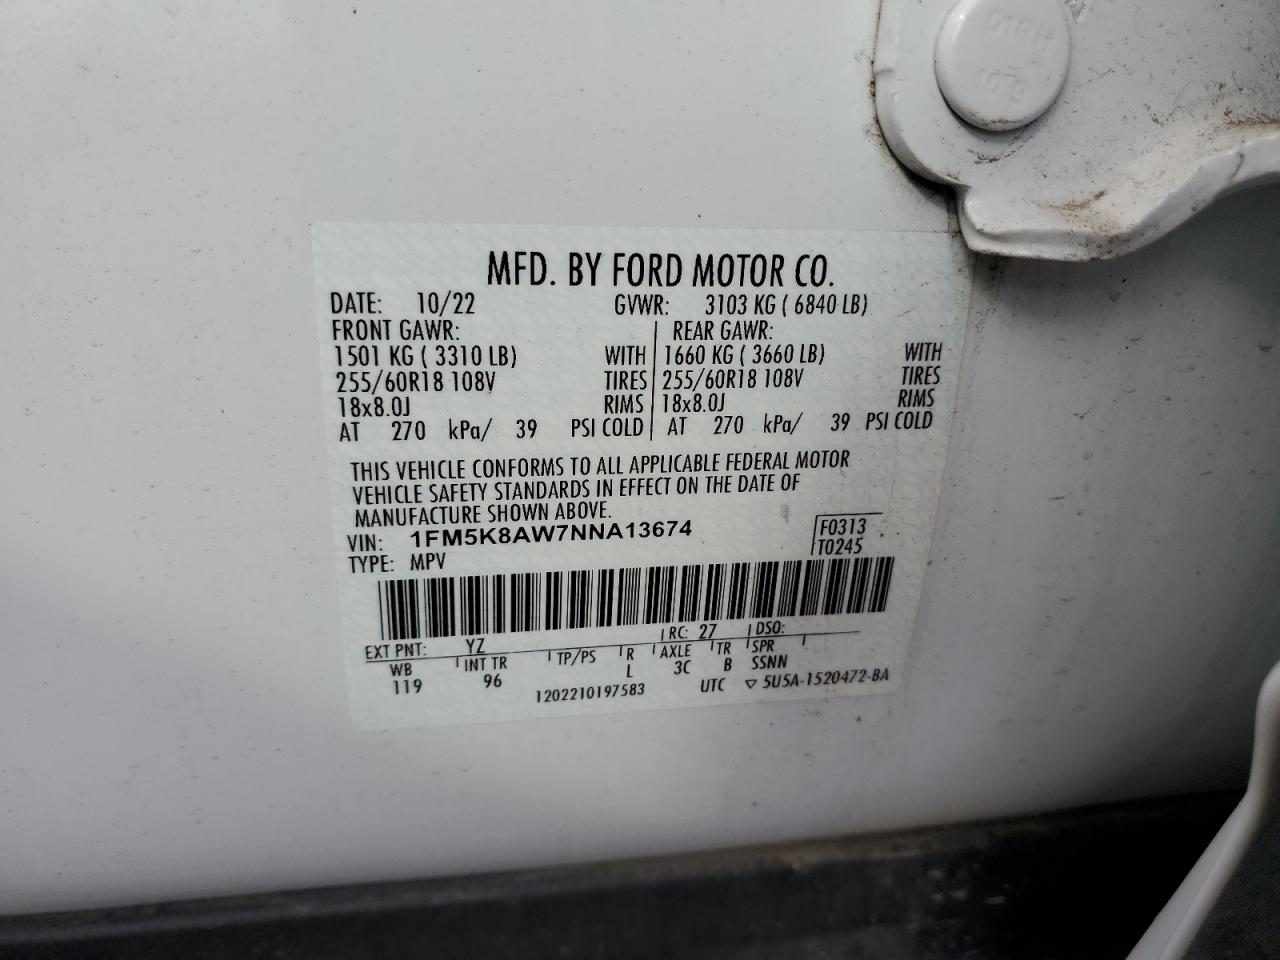 MFD. BY FORD MOTOR CO.
DATE: 10/22 GVWR: 3103 KG ( 6840 LB)
FRONT GAWR: REAR GAWR:
1501 KG ( 3310 LB) WITH 1660 KG ( 3660 LB) WITH
255/60R18 108V TIRES 255/60R18 108V TIRES
18x8.0J RIMS 18x8.0J RIMS
AT 270 kPa/ 39 PSI COLD AT 270 kPa/ 39 PSI COLD
THIS VEHICLE CONFORMS TO ALL APPLICABLE FEDERAL MOTOR
VEHICLE SAFETY STANDARDS IN EFFECT ON THE DATE OF
MANUFACTURE SHOWN ABOVE.
VIN: 1FM5K8AW7NNA13674 F0313
TYPE: MPV T0245
EXT PNT: YZ RC: 27 DSO:
WB INT TR TP/PS R AXLE TR SPR
119 96 L 3C B SSNN
1202210197583 UTC ▽ 5U5A-1520472-BA